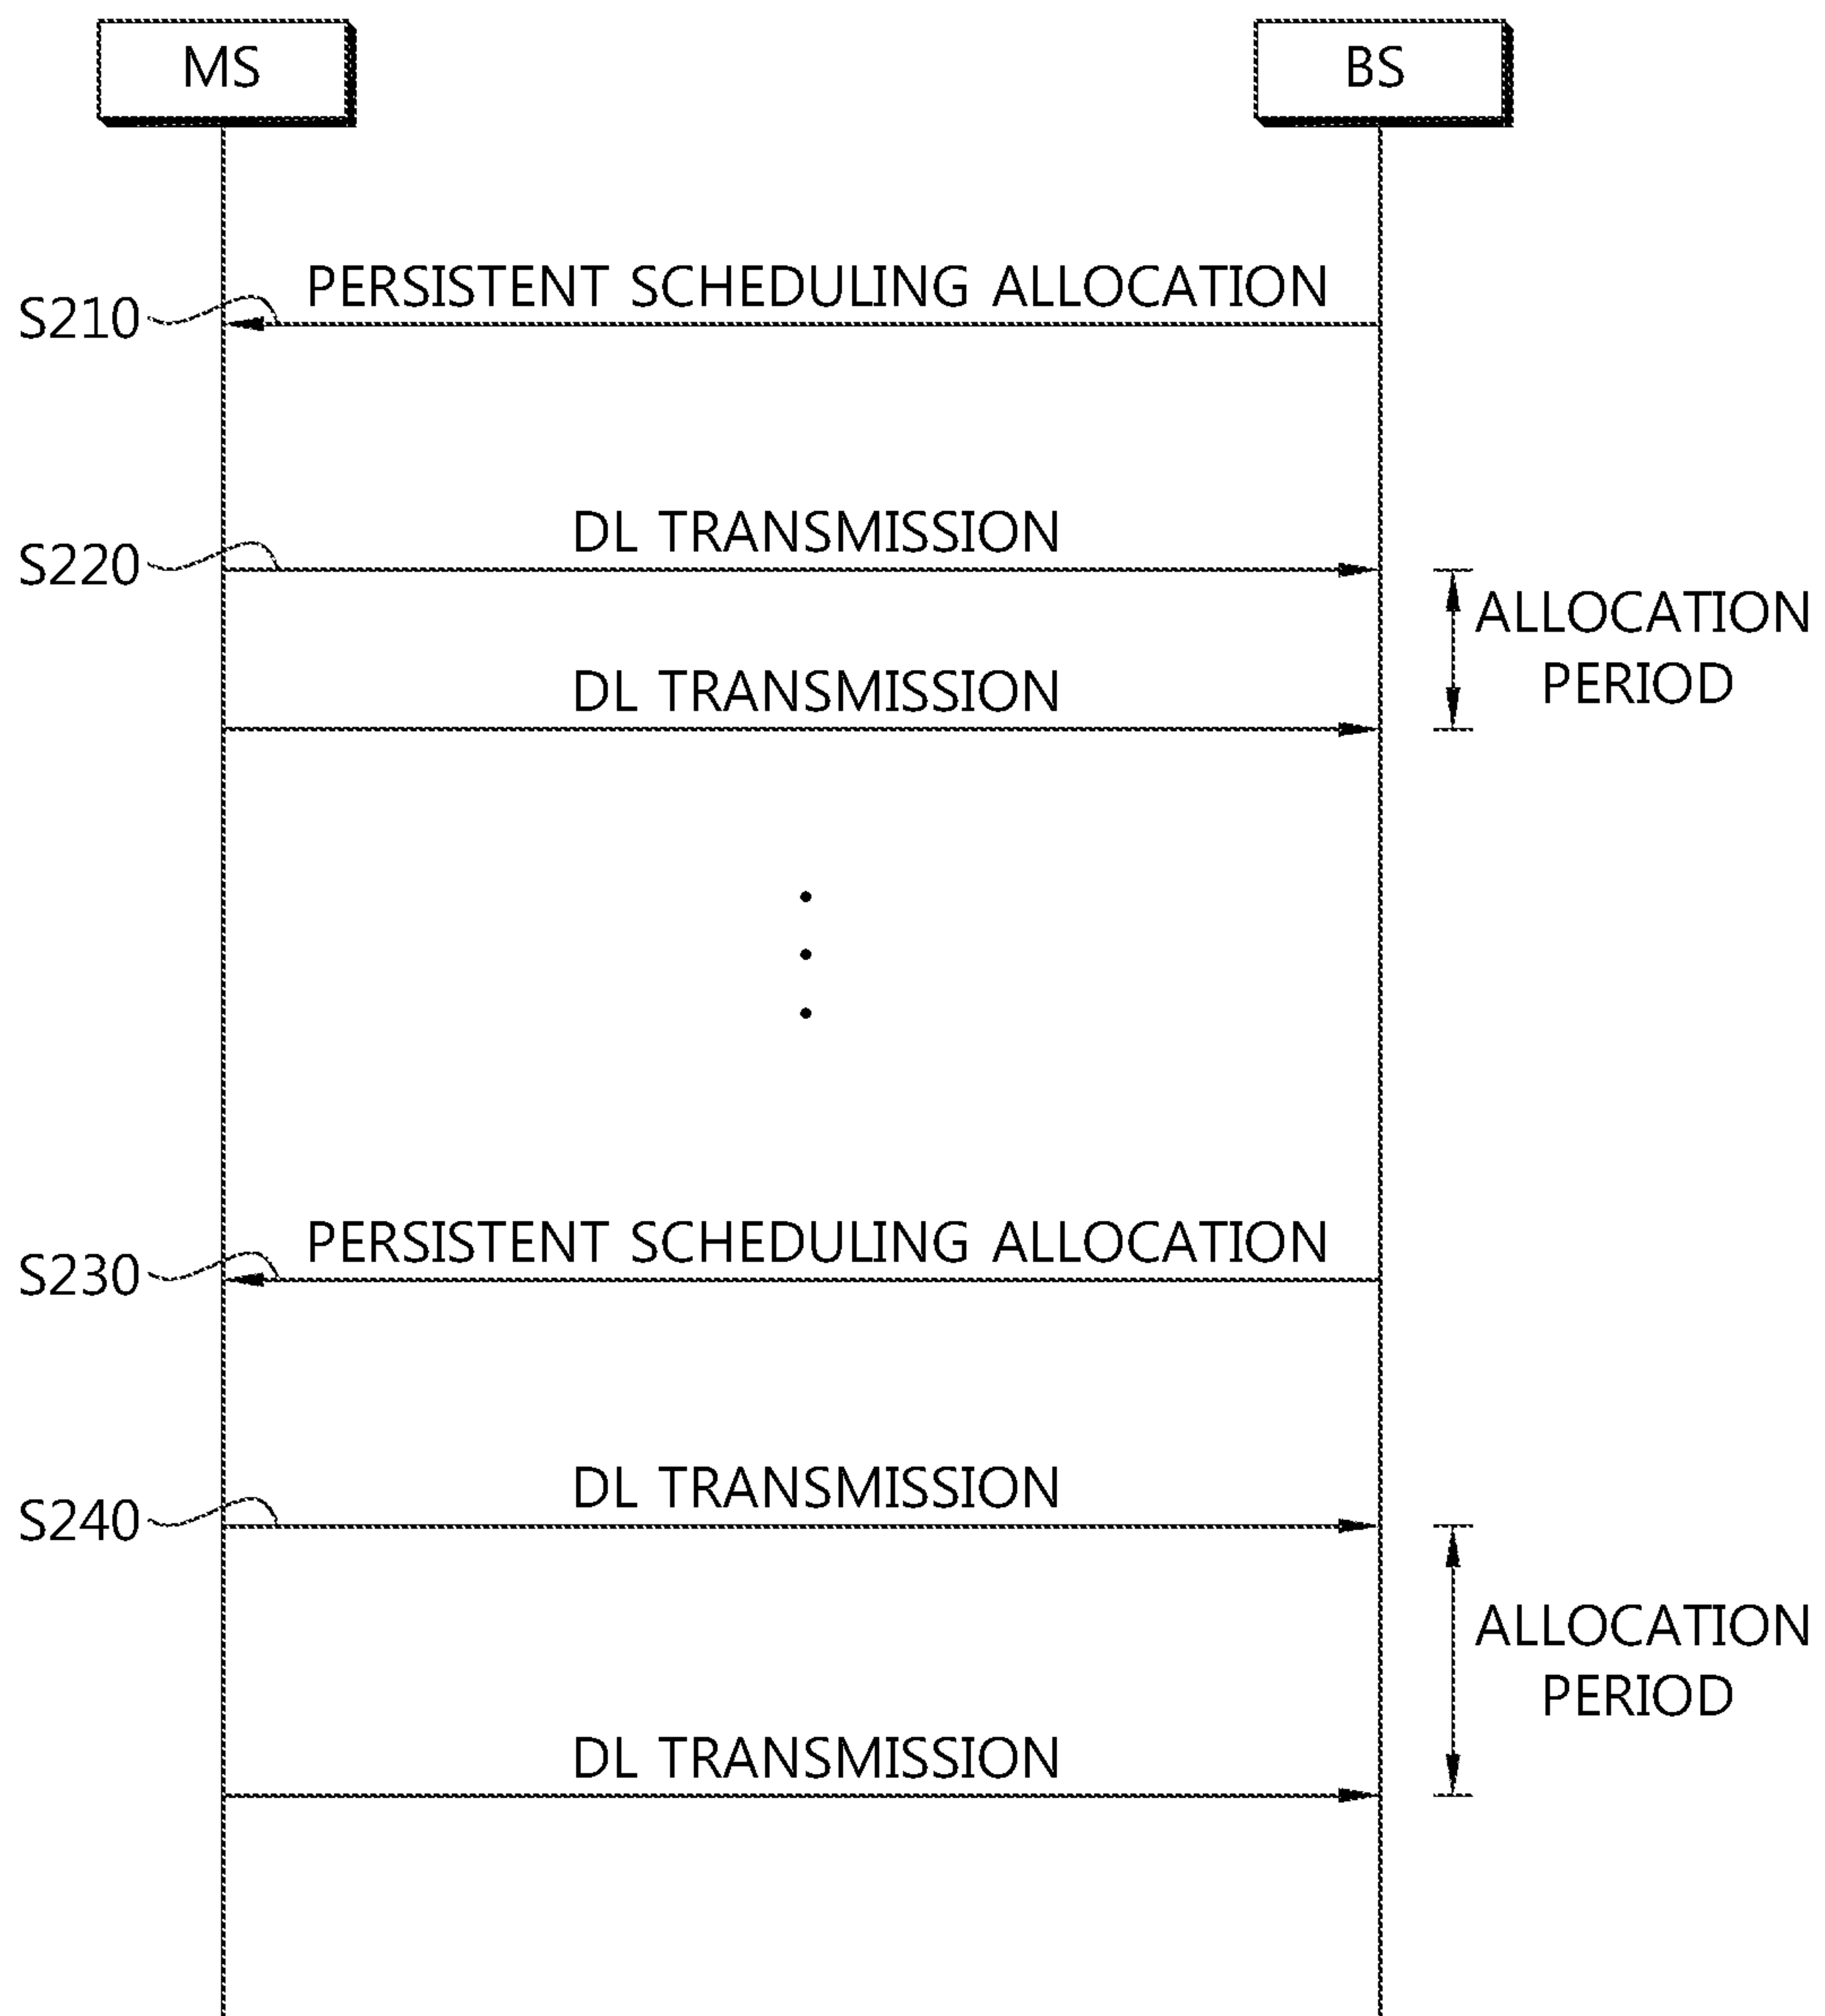 MS
BS
PERSISTENT SCHEDULING ALLOCATION
S210
DL TRANSMISSION
S220
ALLOCATION
PERIOD
DL TRANSMISSION
PERSISTENT SCHEDULING ALLOCATION
S230
DL TRANSMISSION
S240
ALLOCATION
PERIOD
DL TRANSMISSION